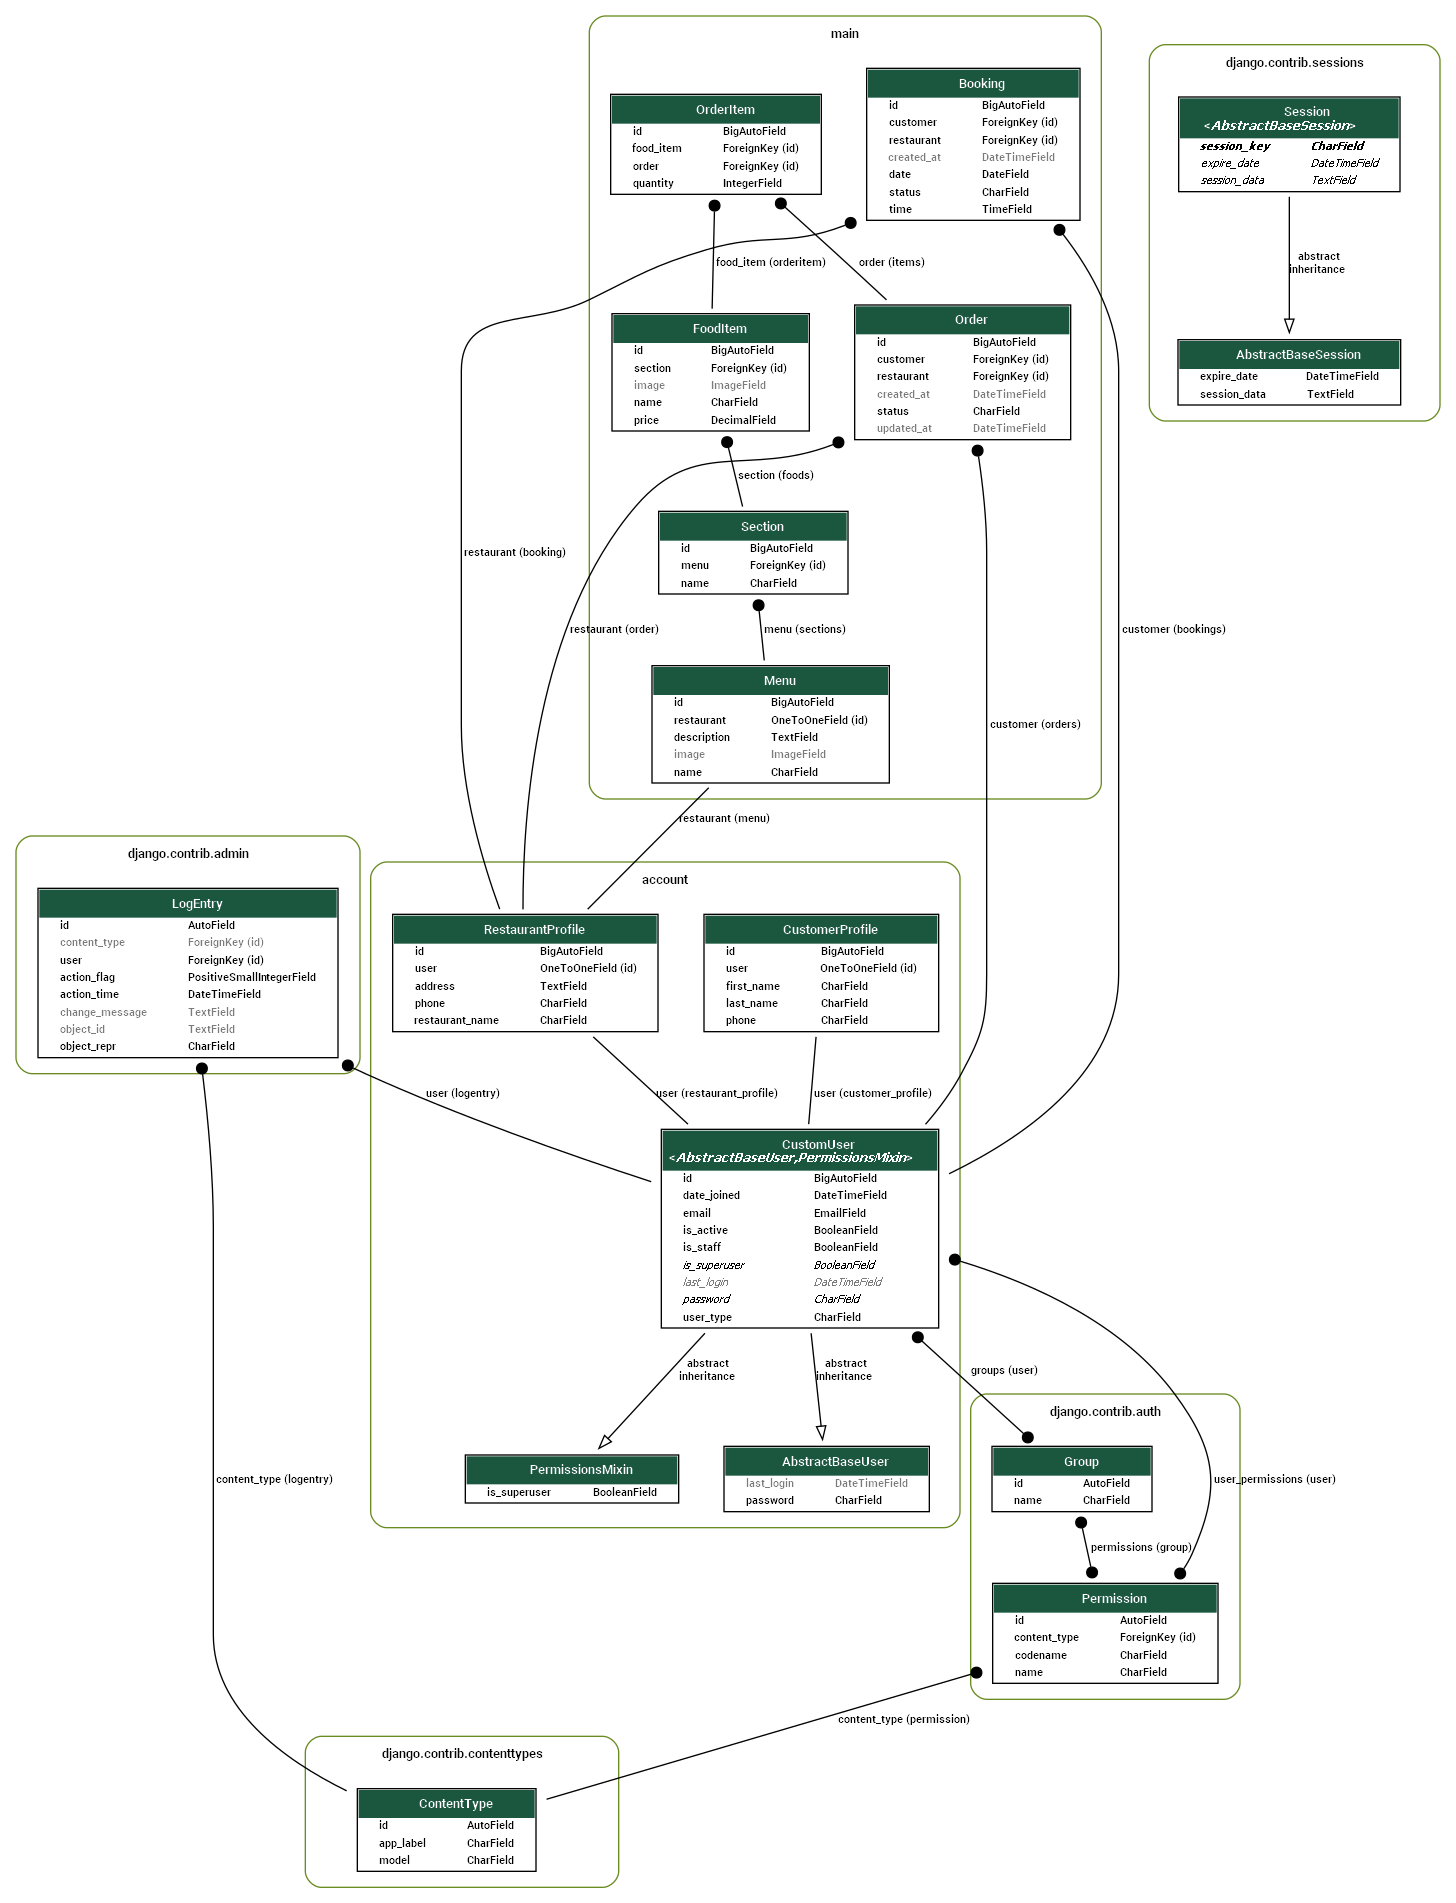 main
OrderItem
id BigAutoField
food_item ForeignKey (id)
order ForeignKey (id)
quantity IntegerField
Booking
id BigAutoField
customer ForeignKey (id)
restaurant ForeignKey (id)
created_at DateTimeField
date DateField
status CharField
time TimeField
food_item (orderitem)
order (items)
FoodItem
id BigAutoField
section ForeignKey (id)
image ImageField
name CharField
price DecimalField
Order
id BigAutoField
customer ForeignKey (id)
restaurant ForeignKey (id)
created_at DateTimeField
status CharField
updated_at DateTimeField
section (foods)
Section
id BigAutoField
menu ForeignKey (id)
name CharField
restaurant (booking)
restaurant (order)
menu (sections)
customer (bookings)
Menu
id BigAutoField
restaurant OneToOneField (id)
description TextField
image ImageField
name CharField
customer (orders)
restaurant (menu)
django.contrib.sessions
Session
<AbstractBaseSession>
session_key CharField
expire_date DateTimeField
session_data TextField
abstract
inheritance
AbstractBaseSession
expire_date DateTimeField
session_data TextField
django.contrib.admin
LogEntry
id AutoField
content_type ForeignKey (id)
user ForeignKey (id)
action_flag PositiveSmallIntegerField
action_time DateTimeField
change_message TextField
object_id TextField
object_repr CharField
account
RestaurantProfile
id BigAutoField
user OneToOneField (id)
address TextField
phone CharField
restaurant_name CharField
CustomerProfile
id BigAutoField
user OneToOneField (id)
first_name CharField
last_name CharField
phone CharField
user (logentry)
user (restaurant_profile)
user (customer_profile)
CustomUser
<AbstractBaseUser,PermissionsMixin>
id BigAutoField
date_joined DateTimeField
email EmailField
is_active BooleanField
is_staff BooleanField
is_superuser BooleanField
last_login DateTimeField
password CharField
user_type CharField
abstract
inheritance
abstract
inheritance
groups (user)
PermissionsMixin
is_superuser BooleanField
AbstractBaseUser
last_login DateTimeField
password CharField
django.contrib.auth
Group
id AutoField
name CharField
content_type (logentry)
user_permissions (user)
permissions (group)
Permission
id AutoField
content_type ForeignKey (id)
codename CharField
name CharField
content_type (permission)
django.contrib.contenttypes
ContentType
id AutoField
app_label CharField
model CharField